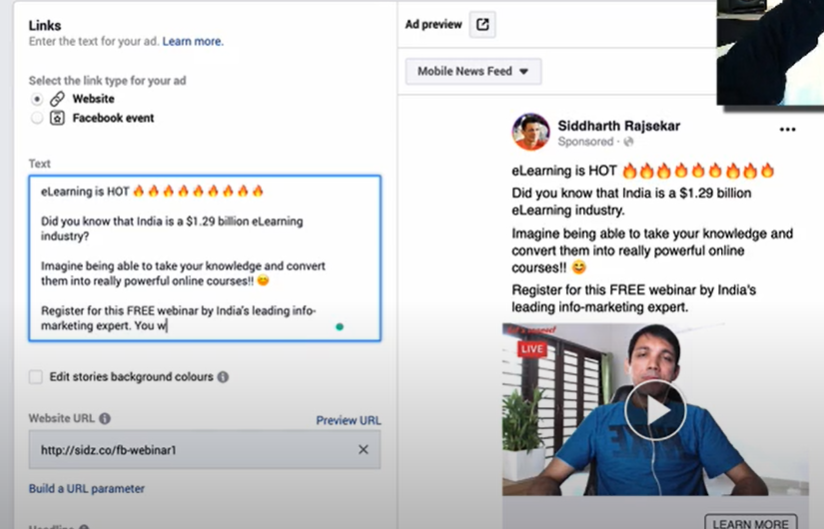 Links
Enter the text for your ad. Learn more.
Select the link type for your ad
Website
Facebook event
Text
eLearning is HOT 🔥🔥🔥🔥🔥🔥🔥🔥🔥
Did you know that India is a $1.29 billion eLearning
industry?
Imagine being able to take your knowledge and convert
them into really powerful online courses!! 😊
Register for this FREE webinar by India's leading info-
marketing expert. You w
Edit stories background colours
Website URL
Preview URL
http://sidz.co/fb-webinar1
Build a URL parameter
Headline
Ad preview
Mobile News Feed
Siddharth Rajsekar
Sponsored ·
eLearning is HOT 🔥🔥🔥🔥🔥🔥🔥🔥🔥
Did you know that India is a $1.29 billion
eLearning industry.
Imagine being able to take your knowledge and
convert them into really powerful online
courses!! 😊
Register for this FREE webinar by India's
leading info-marketing expert.
LIVE
LEARN MORE